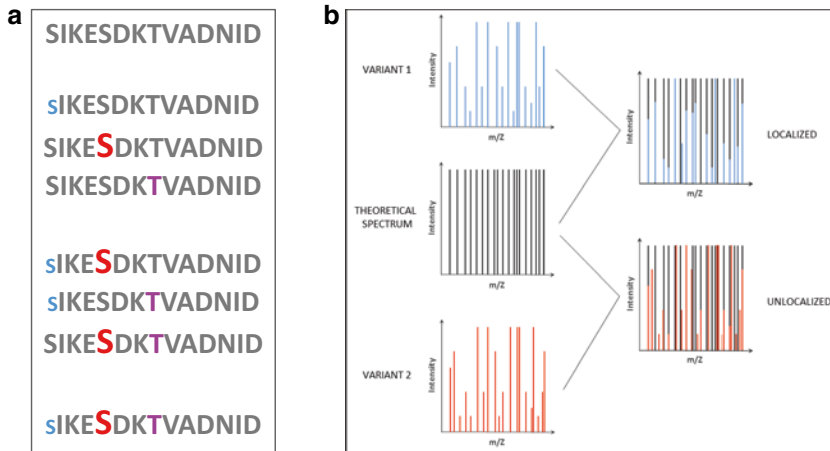 a
SIKESDKTVADNID
sIKESDKTVADNID
SIKESDKTVADNID
SIKESDKTVADNID
sIKESDKTVADNID
sIKESDKTVADNID
SIKESDKTVADNID
sIKESDKTVADNID
b
VARIANT 1
Intensity
m/Z
THEORETICAL
SPECTRUM
Intensity
m/Z
VARIANT 2
Intensity
m/Z
Intensity
m/Z
LOCALIZED
Intensity
m/Z
UNLOCALIZED